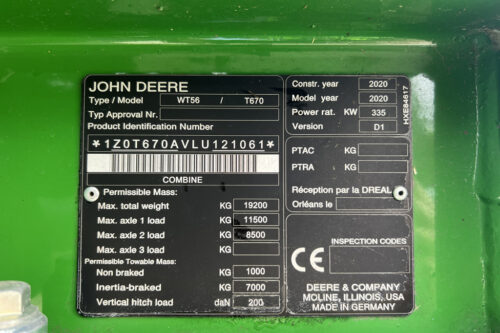 JOHN DEERE
Type / Model WT56 / T670
Typ Approval Nr.
Product Identification Number
*1Z0T670AVLU121061*
COMBINE
Permissible Mass:
Max. total weight KG 19200
Max. axle 1 load KG 11500
Max. axle 2 load KG 8500
Max. axle 3 load KG
Permissible Towable Mass:
Non braked KG 1000
Inertia-braked KG 7000
Vertical hitch load daN 200
Constr. year 2020
Model year 2020
Power rat. KW 335
Version D1
HXE84617
PTAC KG
PTRA KG
Réception par la DREAL
Orléans le
INSPECTION CODES
CE
DEERE & COMPANY
MOLINE, ILLINOIS, USA
MADE IN GERMANY